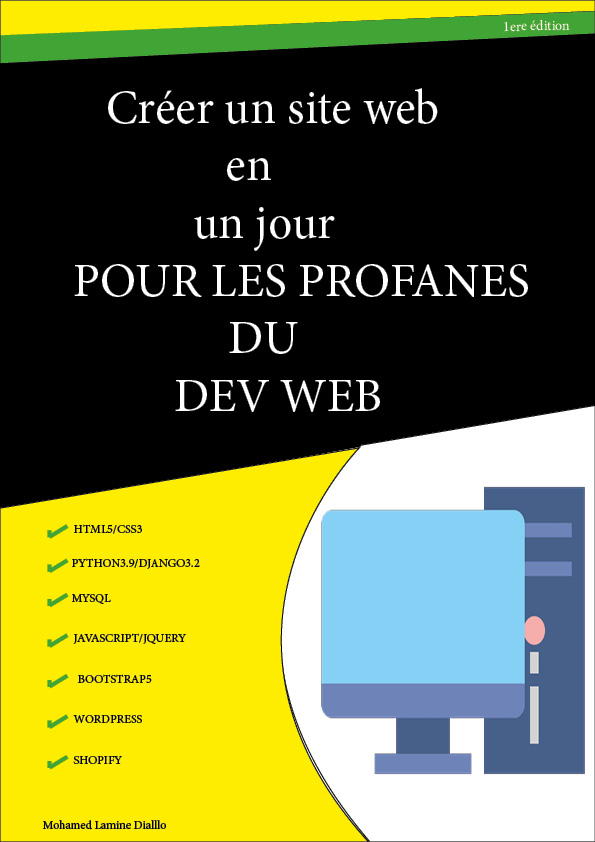 1ere édition
Créer un site web
en
un jour
POUR LES PROFANES
DU
DEV WEB
HTML5/CSS3
PYTHON3.9/DJANGO3.2
MYSQL
JAVASCRIPT/JQUERY
BOOTSTRAP5
WORDPRESS
SHOPIFY
Mohamed Lamine Dialllo